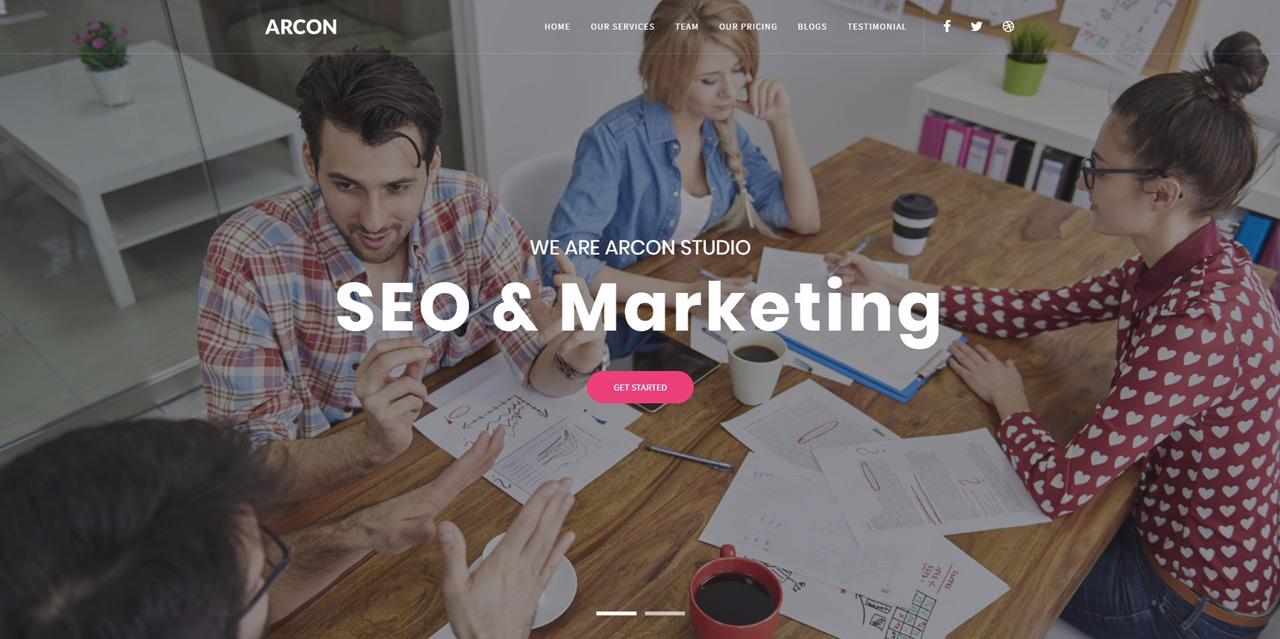 ARCON
HOME OUR SERVICES TEAM OUR PRICING BLOGS TESTIMONIAL
WE ARE ARCON STUDIO
SEO & Marketing
GET STARTED